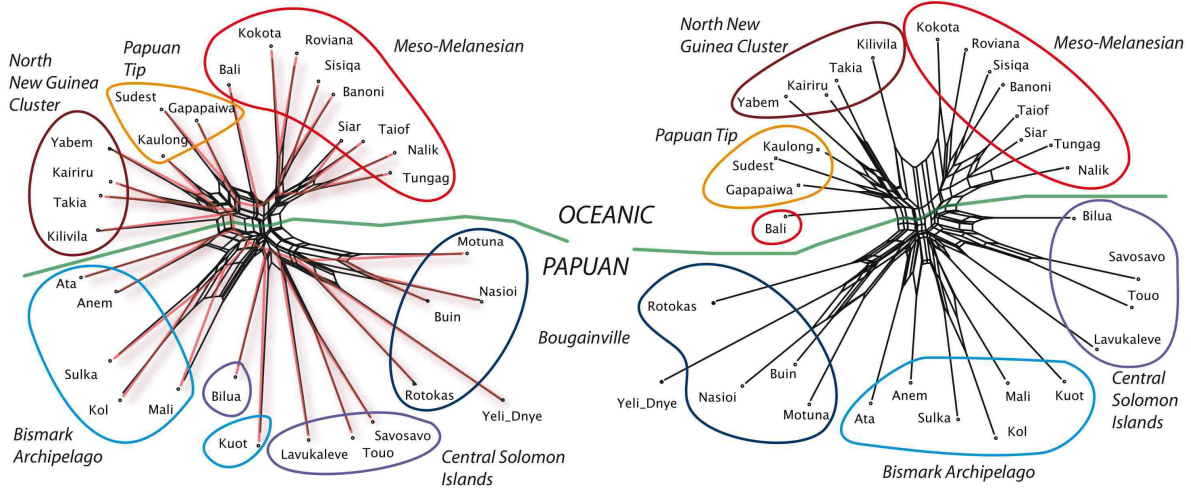 Kokota
Roviana
Meso-Melanesian
Papuan
Tip
Bali
Sisiqa
Banoni
North
New Guinea
Cluster
Sudest
Gapapaiwa
Kaulong
Siar
Taiof
Nalik
Tungag
Yabem
Kairiru
Takia
Kilivila
OCEANIC
PAPUAN
Ata
Anem
Motuna
Nasioi
Buin
Bougainville
Sulka
Kol
Mali
Bilua
Rotokas
Yeli_Dnye
Kuot
Lavukaleve
Savosavo
Touo
Bismark
Archipelago
Central Solomon
Islands
North New
Guinea Cluster
Kilivila
Kokota
Meso-Melanesian
Roviana
Takia
Sisiqa
Kairiru
Banoni
Yabem
Taiof
Papuan Tip
Kaulong
Siar
Tungag
Sudest
Nalik
Gapapaiwa
Bali
Bilua
Savosavo
Rotokas
Touo
Lavukaleve
Yeli_Dnye
Nasioi
Buin
Motuna
Ata
Anem
Sulka
Kol
Mali
Kuot
Central
Solomon
Islands
Bismark Archipelago